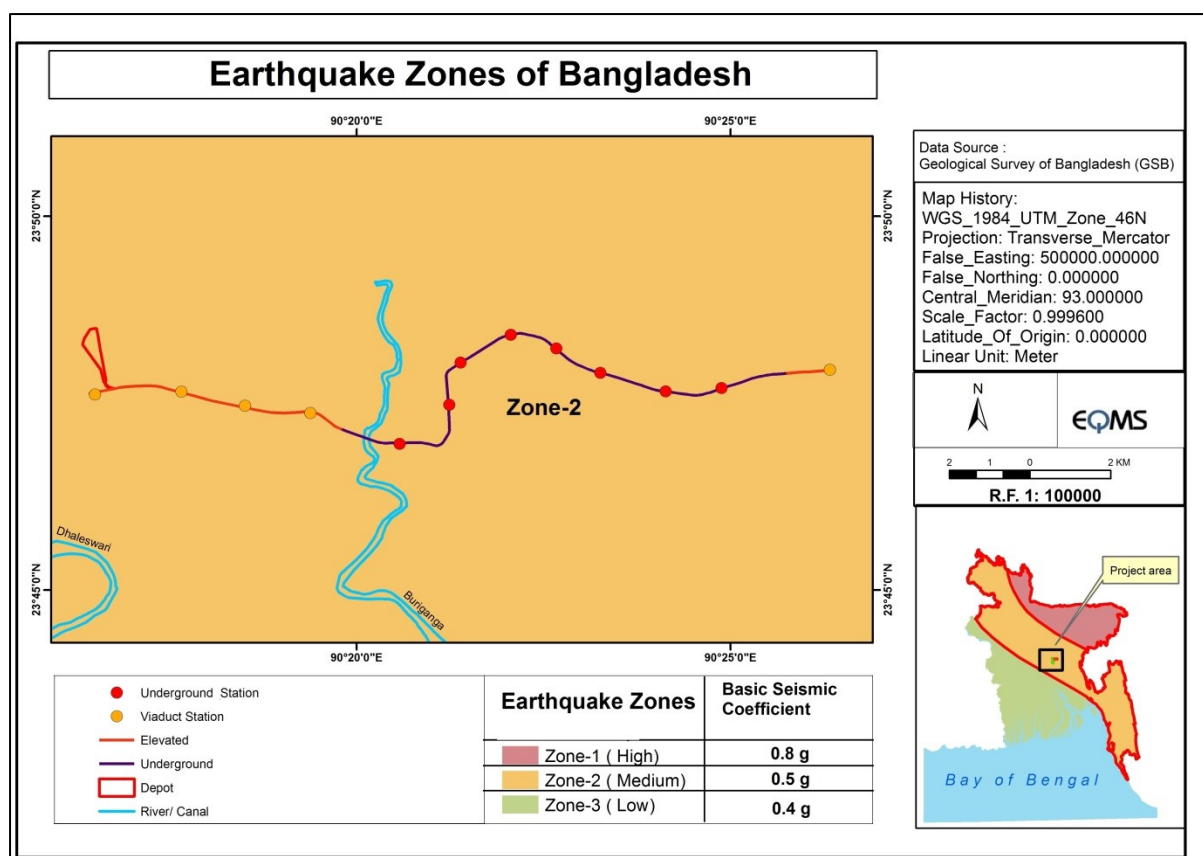 Earthquake Zones of Bangladesh
90°20'0"E
90°25'0"E
23°50'0"N
23°50'0"N
Zone-2
Dhaleswari
Buriganga
23°45'0"N
23°45'0"N
90°20'0"E
90°25'0"E
Data Source :
Geological Survey of Bangladesh (GSB)
Map History:
WGS_1984_UTM_Zone_46N
Projection: Transverse_Mercator
False_Easting: 500000.000000
False_Northing: 0.000000
Central_Meridian: 93.000000
Scale_Factor: 0.999600
Latitude_Of_Origin: 0.000000
Linear Unit: Meter
N
EQMS
2 1 0 2 KM
R.F. 1: 100000
Project area
Bay of Bengal
Underground Station
Viaduct Station
Elevated
Underground
Depot
River/ Canal
Earthquake Zones
Basic Seismic
Coefficient
Zone-1 ( High) 0.8 g
Zone-2 ( Medium) 0.5 g
Zone-3 ( Low) 0.4 g